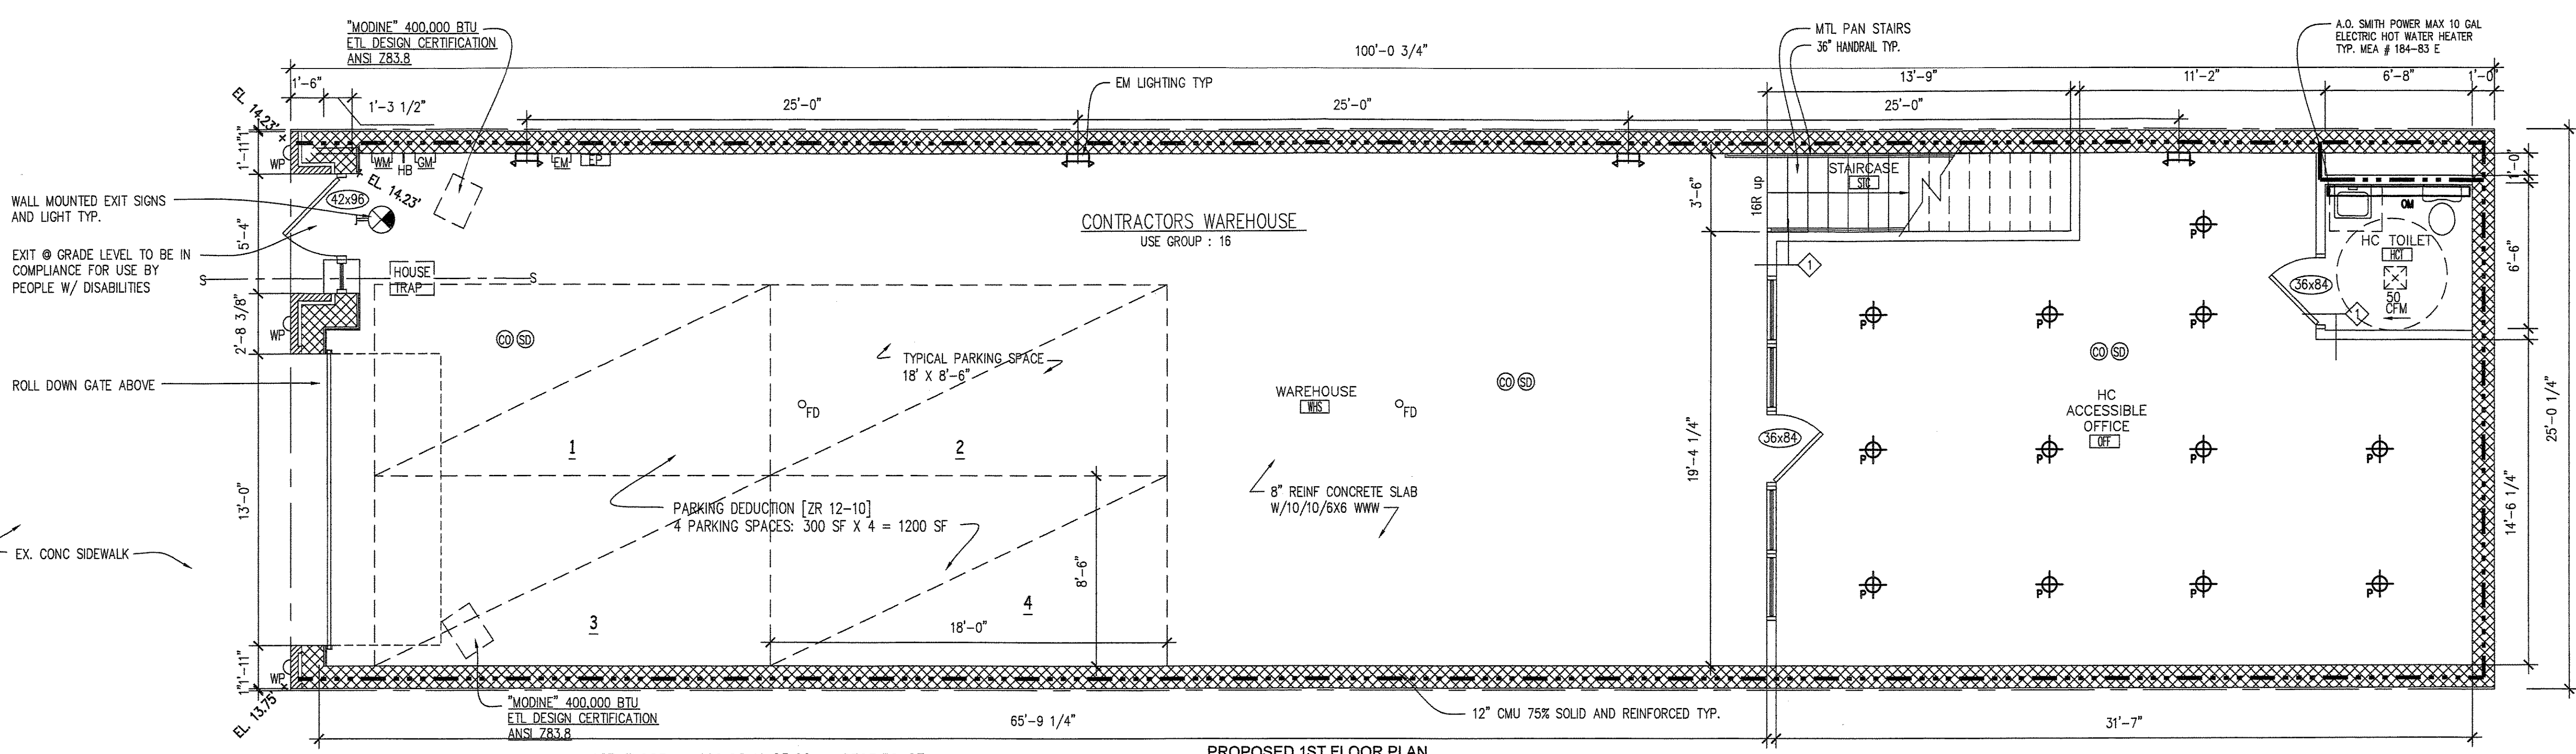 "MODINE" 400,000 BTU
ETL DESIGN CERTIFICATION
ANSI Z83.8
100'-0 3/4"
MTL PAN STAIRS
36" HANDRAIL TYP.
A.O. SMITH POWER MAX 10 GAL
ELECTRIC HOT WATER HEATER
TYP. MEA # 184-83 E
1'-6"
1'-3 1/2"
25'-0"
EM LIGHTING TYP
25'-0"
13'-9"
25'-0"
11'-2"
6'-8"
1'-0"
EL. 14.23'
1'-11"
1"
WP
WM
HB
GM
EM
EP
EL. 14.23'
42x96
WALL MOUNTED EXIT SIGNS
AND LIGHT TYP.
EXIT @ GRADE LEVEL TO BE IN
COMPLIANCE FOR USE BY
PEOPLE W/ DISABILITIES
5'-4"
S
S
HOUSE
TRAP
CONTRACTORS WAREHOUSE
USE GROUP : 16
3'-6"
16R up
STAIRCASE
STC
1
P
OM
HC TOILET
HCT
50
CFM
36x84
1
1'-0"
6'-6"
2'-8 3/8"
WP
CO SD
TYPICAL PARKING SPACE
18' X 8'-6"
ROLL DOWN GATE ABOVE
FD
WAREHOUSE
WHS
FD
CO SD
P
P
P
CO SD
HC
ACCESSIBLE
OFFICE
OFF
25'-0 1/4"
1
2
36x84
19'-4 1/4"
P
P
P
P
13'-0"
PARKING DEDUCTION [ZR 12-10]
4 PARKING SPACES: 300 SF X 4 = 1200 SF
8" REINF CONCRETE SLAB
W/10/10/6X6 WWW
14'-6 1/4"
EX. CONC SIDEWALK
8'-6"
3
4
18'-0"
P
P
P
P
1'-11"
1"
WP
EL. 13.75'
"MODINE" 400,000 BTU
ETL DESIGN CERTIFICATION
ANSI Z83.8
65'-9 1/4"
12" CMU 75% SOLID AND REINFORCED TYP.
31'-7"
PROPOSED 1ST FLOOR PLAN